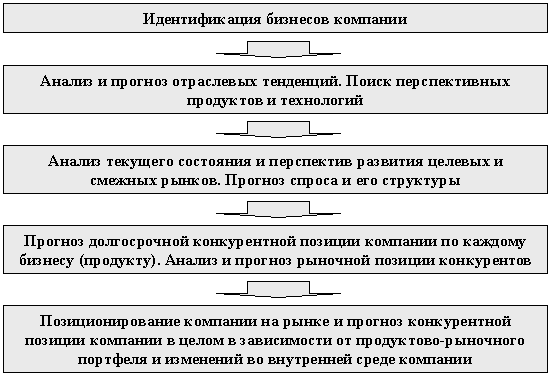 Идентификация бизнесов компании
Анализ и прогноз отраслевых тенденций. Поиск перспективных
продуктов и технологий
Анализ текущего состояния и перспектив развития целевых и
смежных рынков. Прогноз спроса и его структуры
Прогноз долгосрочной конкурентной позиции компании по каждому
бизнесу (продукту). Анализ и прогноз рыночной позиции конкурентов
Позиционирование компании на рынке и прогноз конкурентной
позиции компании в целом в зависимости от продуктово-рыночного
портфеля и изменений во внутренней среде компании